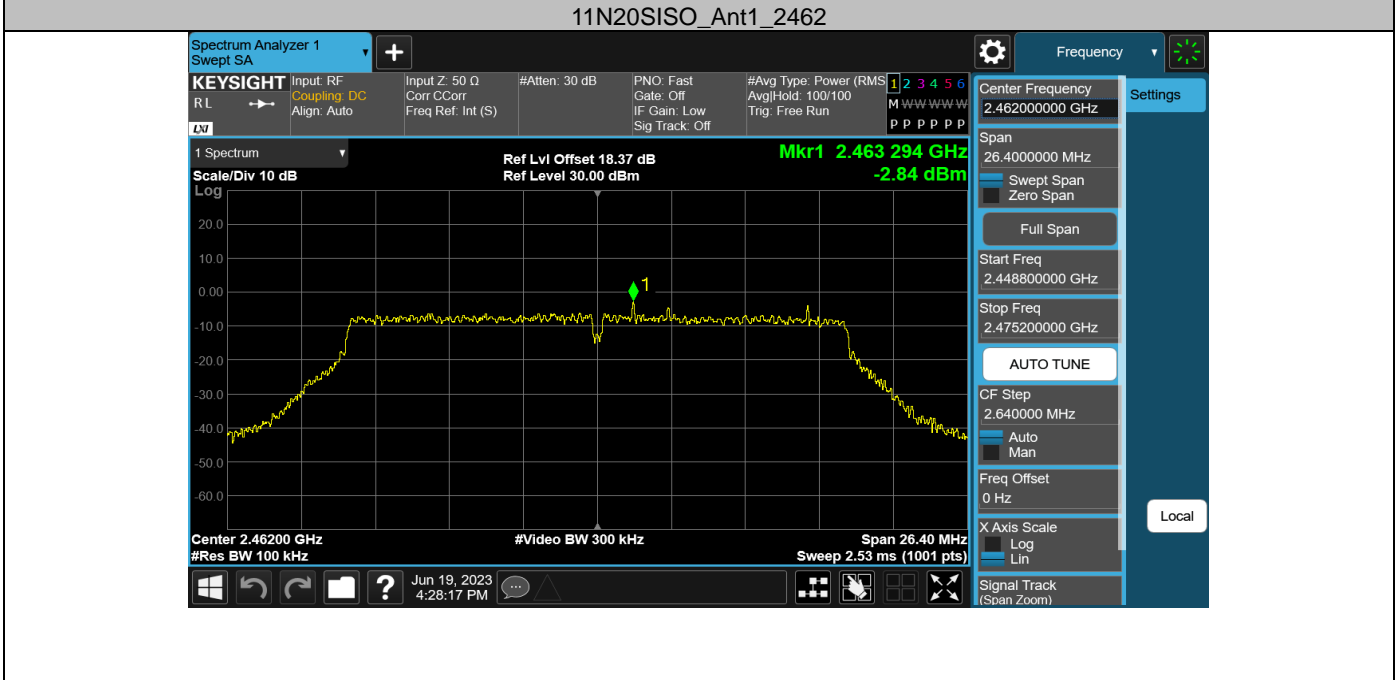 11N20SISO_Ant1_2462
Spectrum Analyzer 1
Swept SA
+
Frequency
KEYSIGHT
RL
LXI
Input: RF
Coupling: DC
Align: Auto
Input Z: 50 Ω
Corr CCorr
Freq Ref: Int (S)
#Atten: 30 dB
PNO: Fast
Gate: Off
IF Gain: Low
Sig Track: Off
#Avg Type: Power (RMS
Avg|Hold: 100/100
Trig: Free Run
1 2 3 4 5 6
M W W W W W
P P P P P P
1 Spectrum
Scale/Div 10 dB
Log
Ref Lvl Offset 18.37 dB
Ref Level 30.00 dBm
Mkr1 2.463 294 GHz
-2.84 dBm
1
20.0
10.0
0.00
-10.0
-20.0
-30.0
-40.0
-50.0
-60.0
Center 2.46200 GHz
#Res BW 100 kHz
#Video BW 300 kHz
Span 26.40 MHz
Sweep 2.53 ms (1001 pts)
?
Jun 19, 2023
4:28:17 PM
Center Frequency
2.462000000 GHz
Span
26.4000000 MHz
Swept Span
Zero Span
Full Span
Start Freq
2.448800000 GHz
Stop Freq
2.475200000 GHz
AUTO TUNE
CF Step
2.640000 MHz
Auto
Man
Freq Offset
0 Hz
X Axis Scale
Log
Lin
Signal Track
(Span Zoom)
Settings
Local